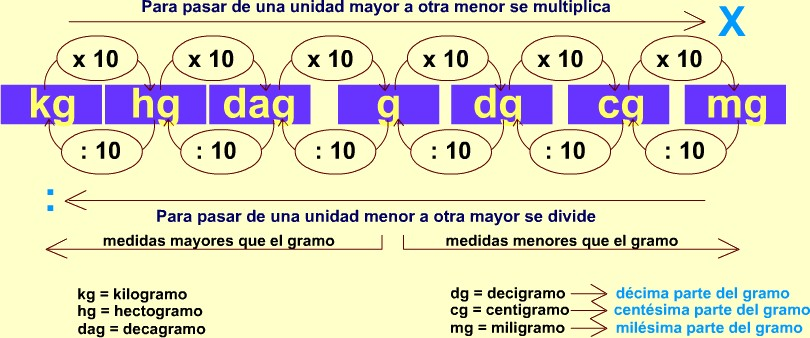 Para pasar de una unidad mayor a otra menor se multiplica
X
x 10 x 10 x 10 x 10 x 10 x 10
kg hg dag g dg cg mg
: 10 : 10 : 10 : 10 : 10 : 10
:
Para pasar de una unidad menor a otra mayor se divide
medidas mayores que el gramo medidas menores que el gramo
kg = kilogramo
hg = hectogramo
dag = decagramo
dg = decigramo décima parte del gramo
cg = centigramo centésima parte del gramo
mg = miligramo milésima parte del gramo